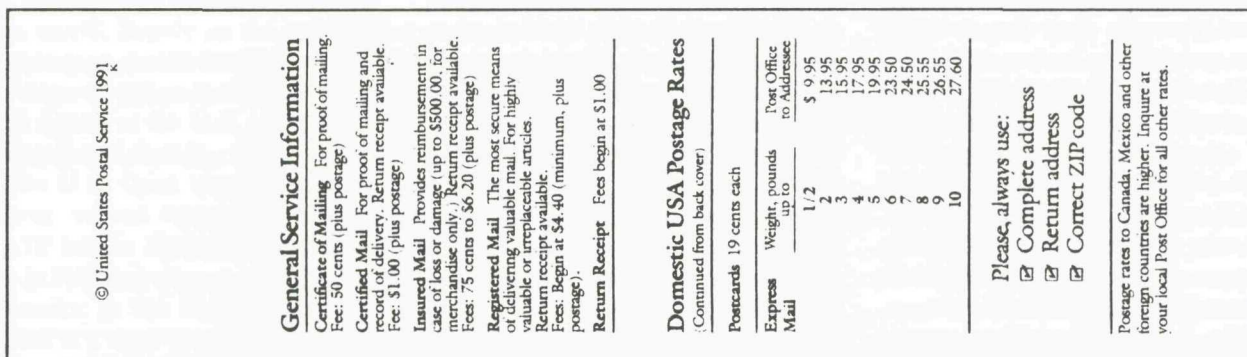 © United States Postal Service 1991
K
General Service Information
Certificate of Mailing For proof of mailing.
Fee: 50 cents (plus postage)
Certified Mail For proof of mailing and
record of delivery. Return receipt available.
Fee: $1.00 (plus postage)
Insured Mail Provides reimbursement in
case of loss or damage (up to $500.00, for
merchandise only.) Return receipt available.
Fees: 75 cents to $6.20 (plus postage)
Registered Mail The most secure means
of delivering valuable mail. For highly
valuable or irreplaceable articles.
Return receipt available.
Fees: Begin at $4.40 (minimum, plus
postage).
Return Receipt Fees begin at $1.00
Domestic USA Postage Rates
(Continued from back cover)
Postcards 19 cents each
Express Mail Weight, pounds up to Post Office to Addressee
1/2 $ 9.95
2 13.95
3 15.95
4 17.95
5 19.95
6 23.50
7 24.50
8 25.55
9 26.55
10 27.60
Please, always use:
Complete address
Return address
Correct ZIP code
Postage rates to Canada, Mexico and other
foreign countries are higher. Inquire at
your local Post Office for all other rates.